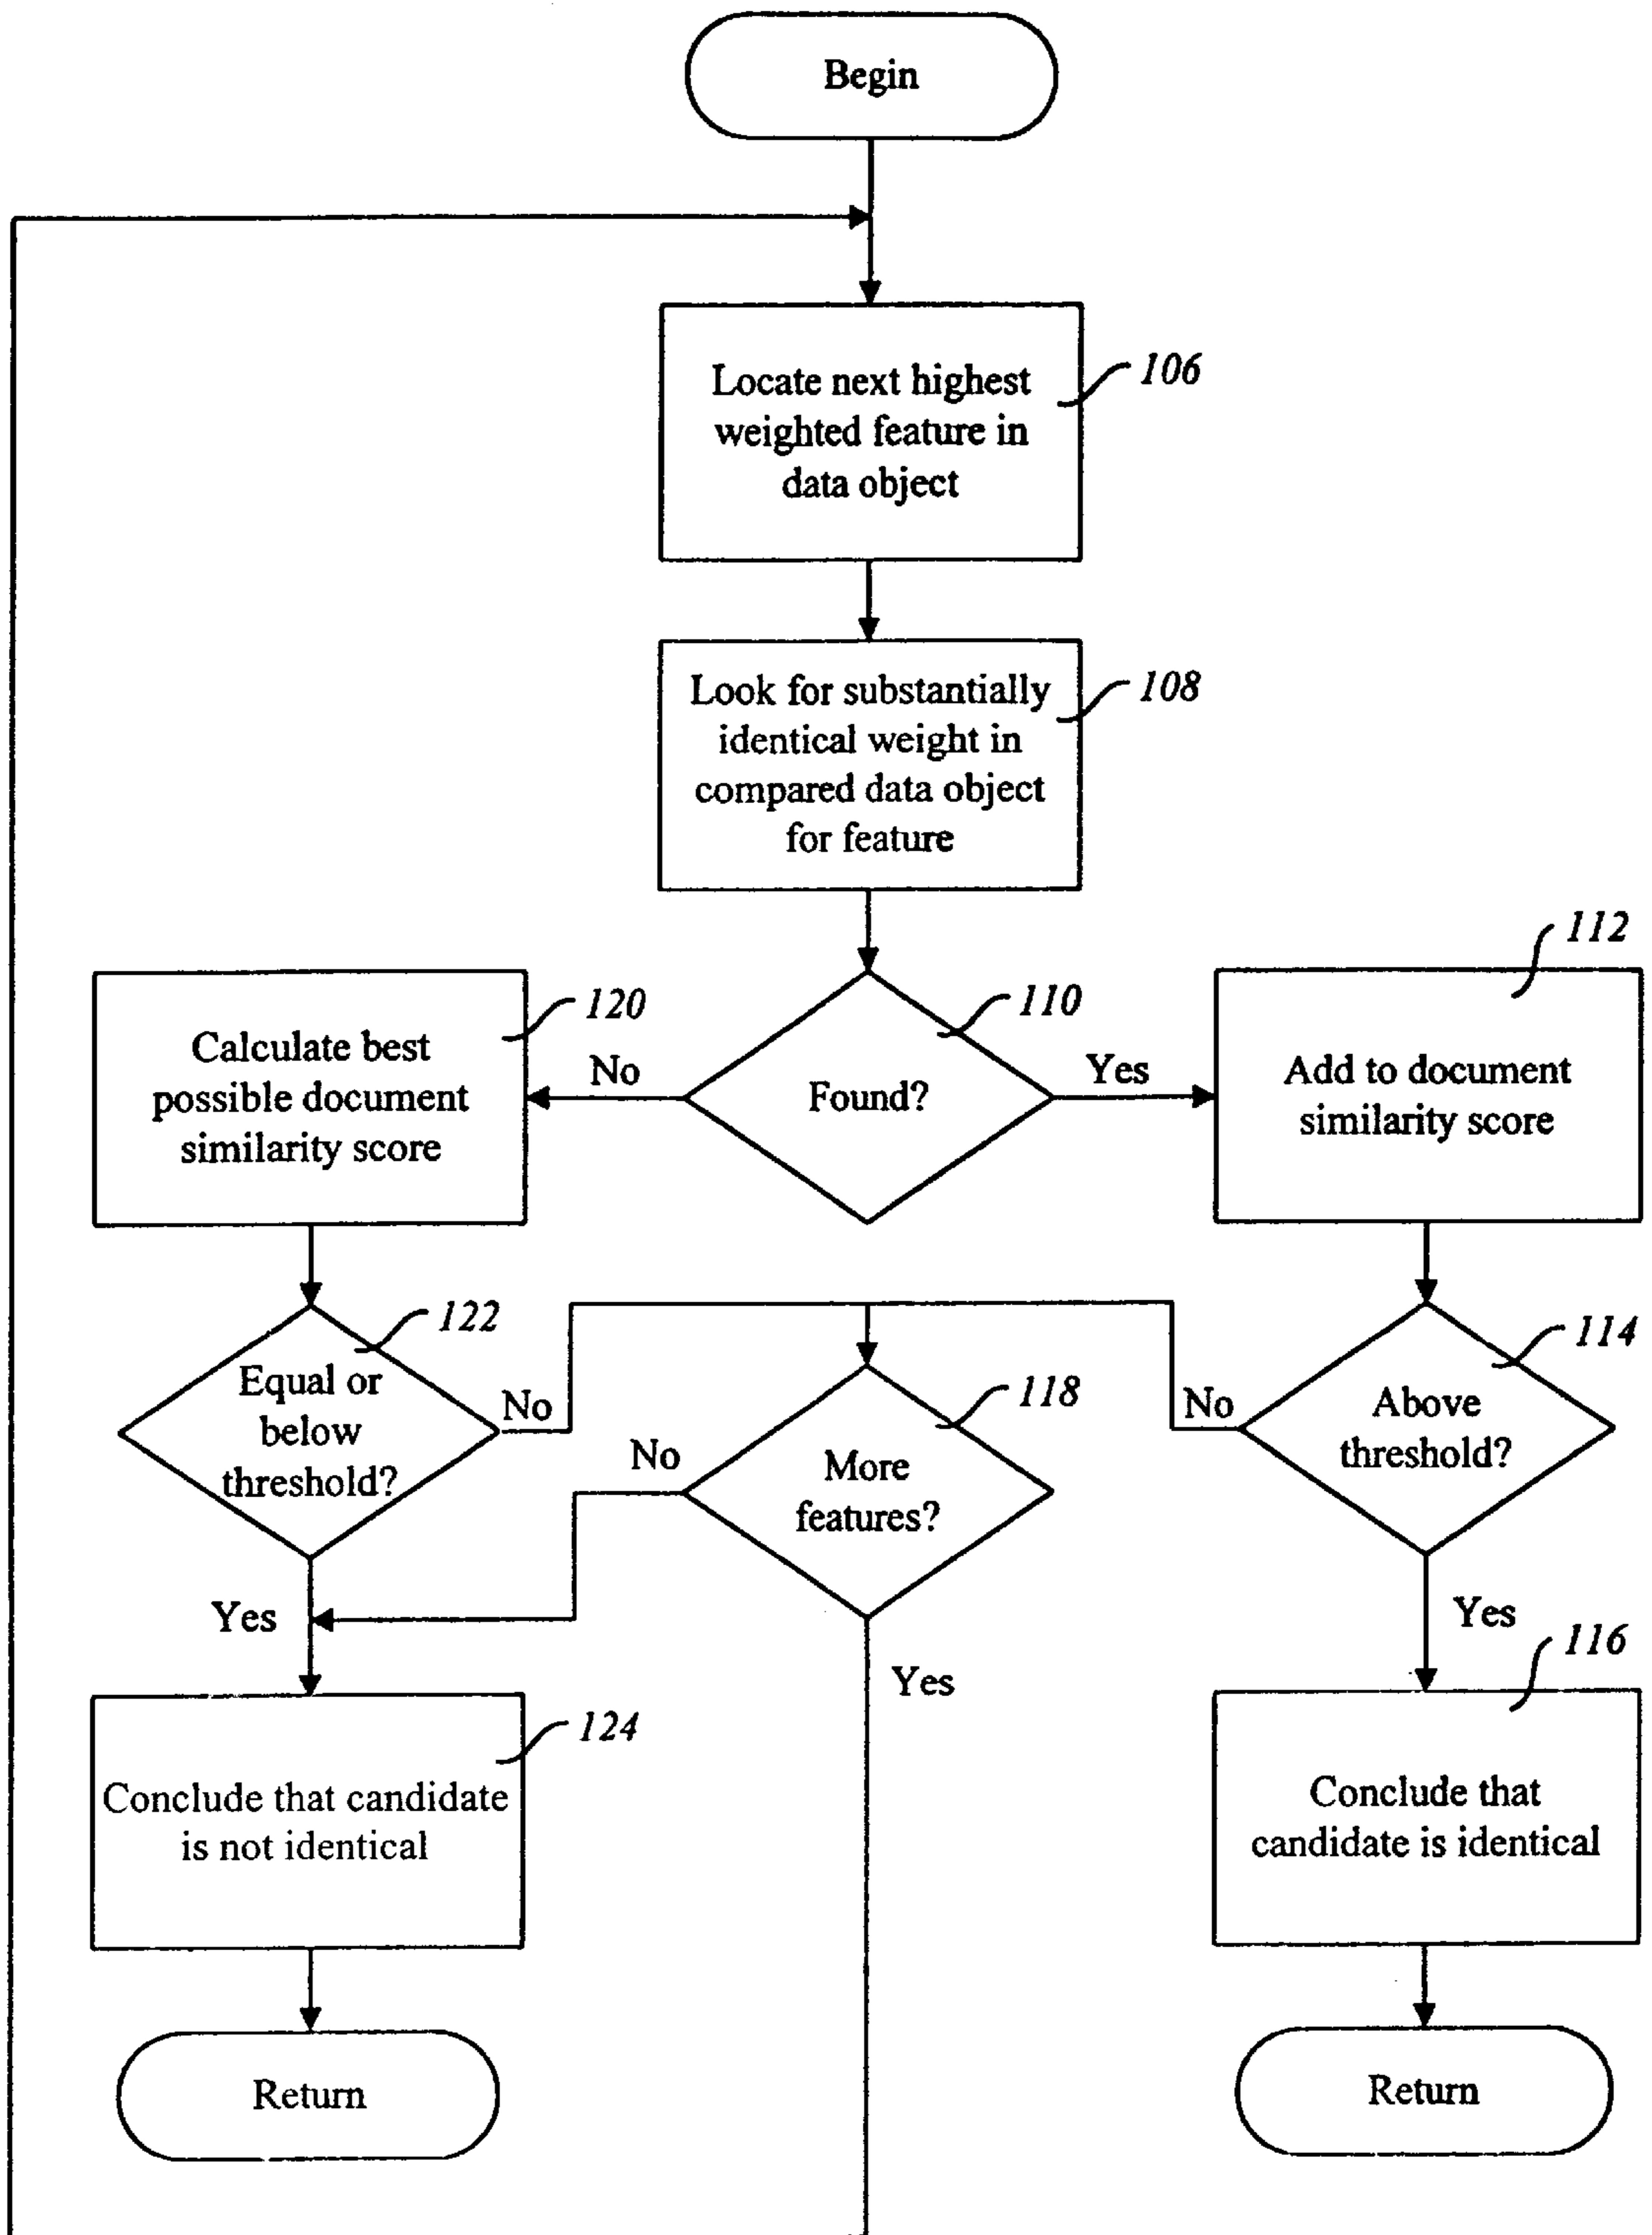 Begin
Locate next highest
weighted feature in
data object
106
Look for substantially
identical weight in
compared data object
for feature
108
112
120
110
Calculate best
possible document
similarity score
No
Found?
Yes
Add to document
similarity score
122
114
Equal or
below
threshold?
No
118
No
More
features?
No
Above
threshold?
Yes
Yes
Yes
116
124
Conclude that candidate
is not identical
Conclude that
candidate is identical
Return
Return